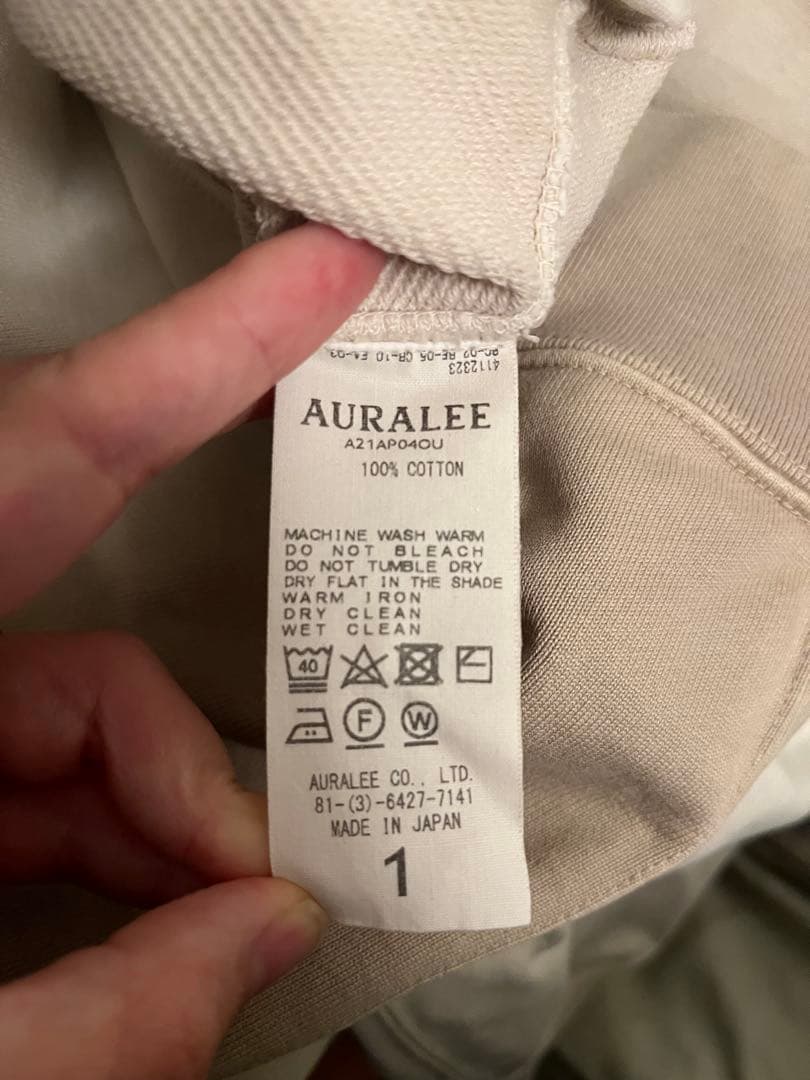 4112323
AURALEE
A21AP04OU
100% COTTON
MACHINE WASH WARM
DO NOT BLEACH
DO NOT TUMBLE DRY
DRY FLAT IN THE SHADE
WARM IRON
DRY CLEAN
WET CLEAN
40
F W
AURALEE CO., LTD.
81-(3)-6427-7141
MADE IN JAPAN
1